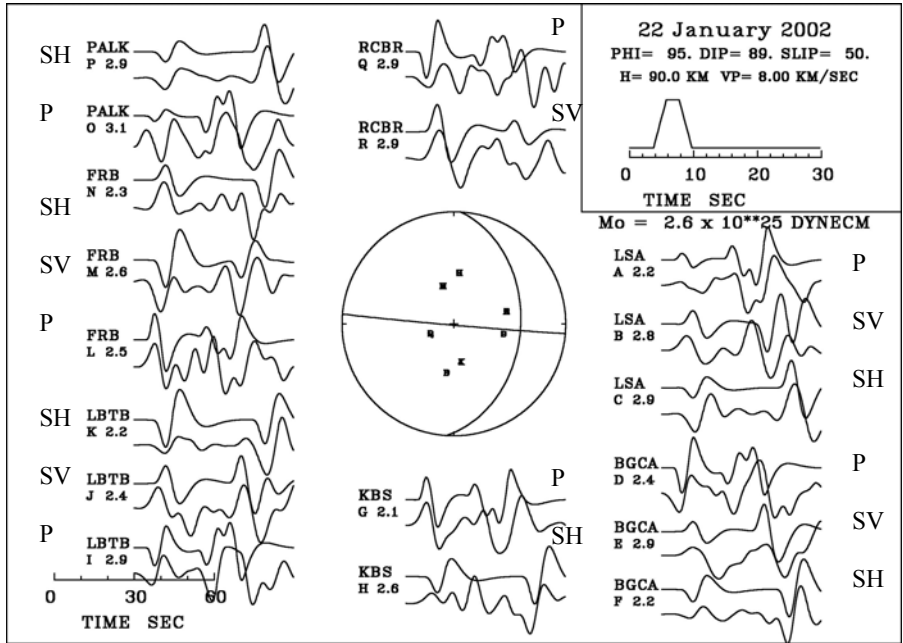 SH
PALK
P 2.9
P
PALK
O 3.1
FRB
N 2.3
SH
SV
FRB
M 2.6
P
FRB
L 2.5
SH
LBTB
K 2.2
SV
LBTB
J 2.4
P
LBTB
I 2.9
30 60
TIME SEC
P
RCBR
Q 2.9
SV
RCBR
R 2.9
H
K
P
KBS
G 2.1
SH
KBS
H 2.6
22 January 2002
PHI= 95. DIP= 89. SLIP= 50.
H= 90.0 KM VP= 8.00 KM/SEC
0 10 20 30
TIME SEC
Mo = 2.6 x 10**25 DYNECM
LSA
A 2.2
P
LSA
B 2.8
SV
LSA
C 2.9
SH
BGCA
D 2.4
P
BGCA
E 2.9
SV
BGCA
F 2.2
SH